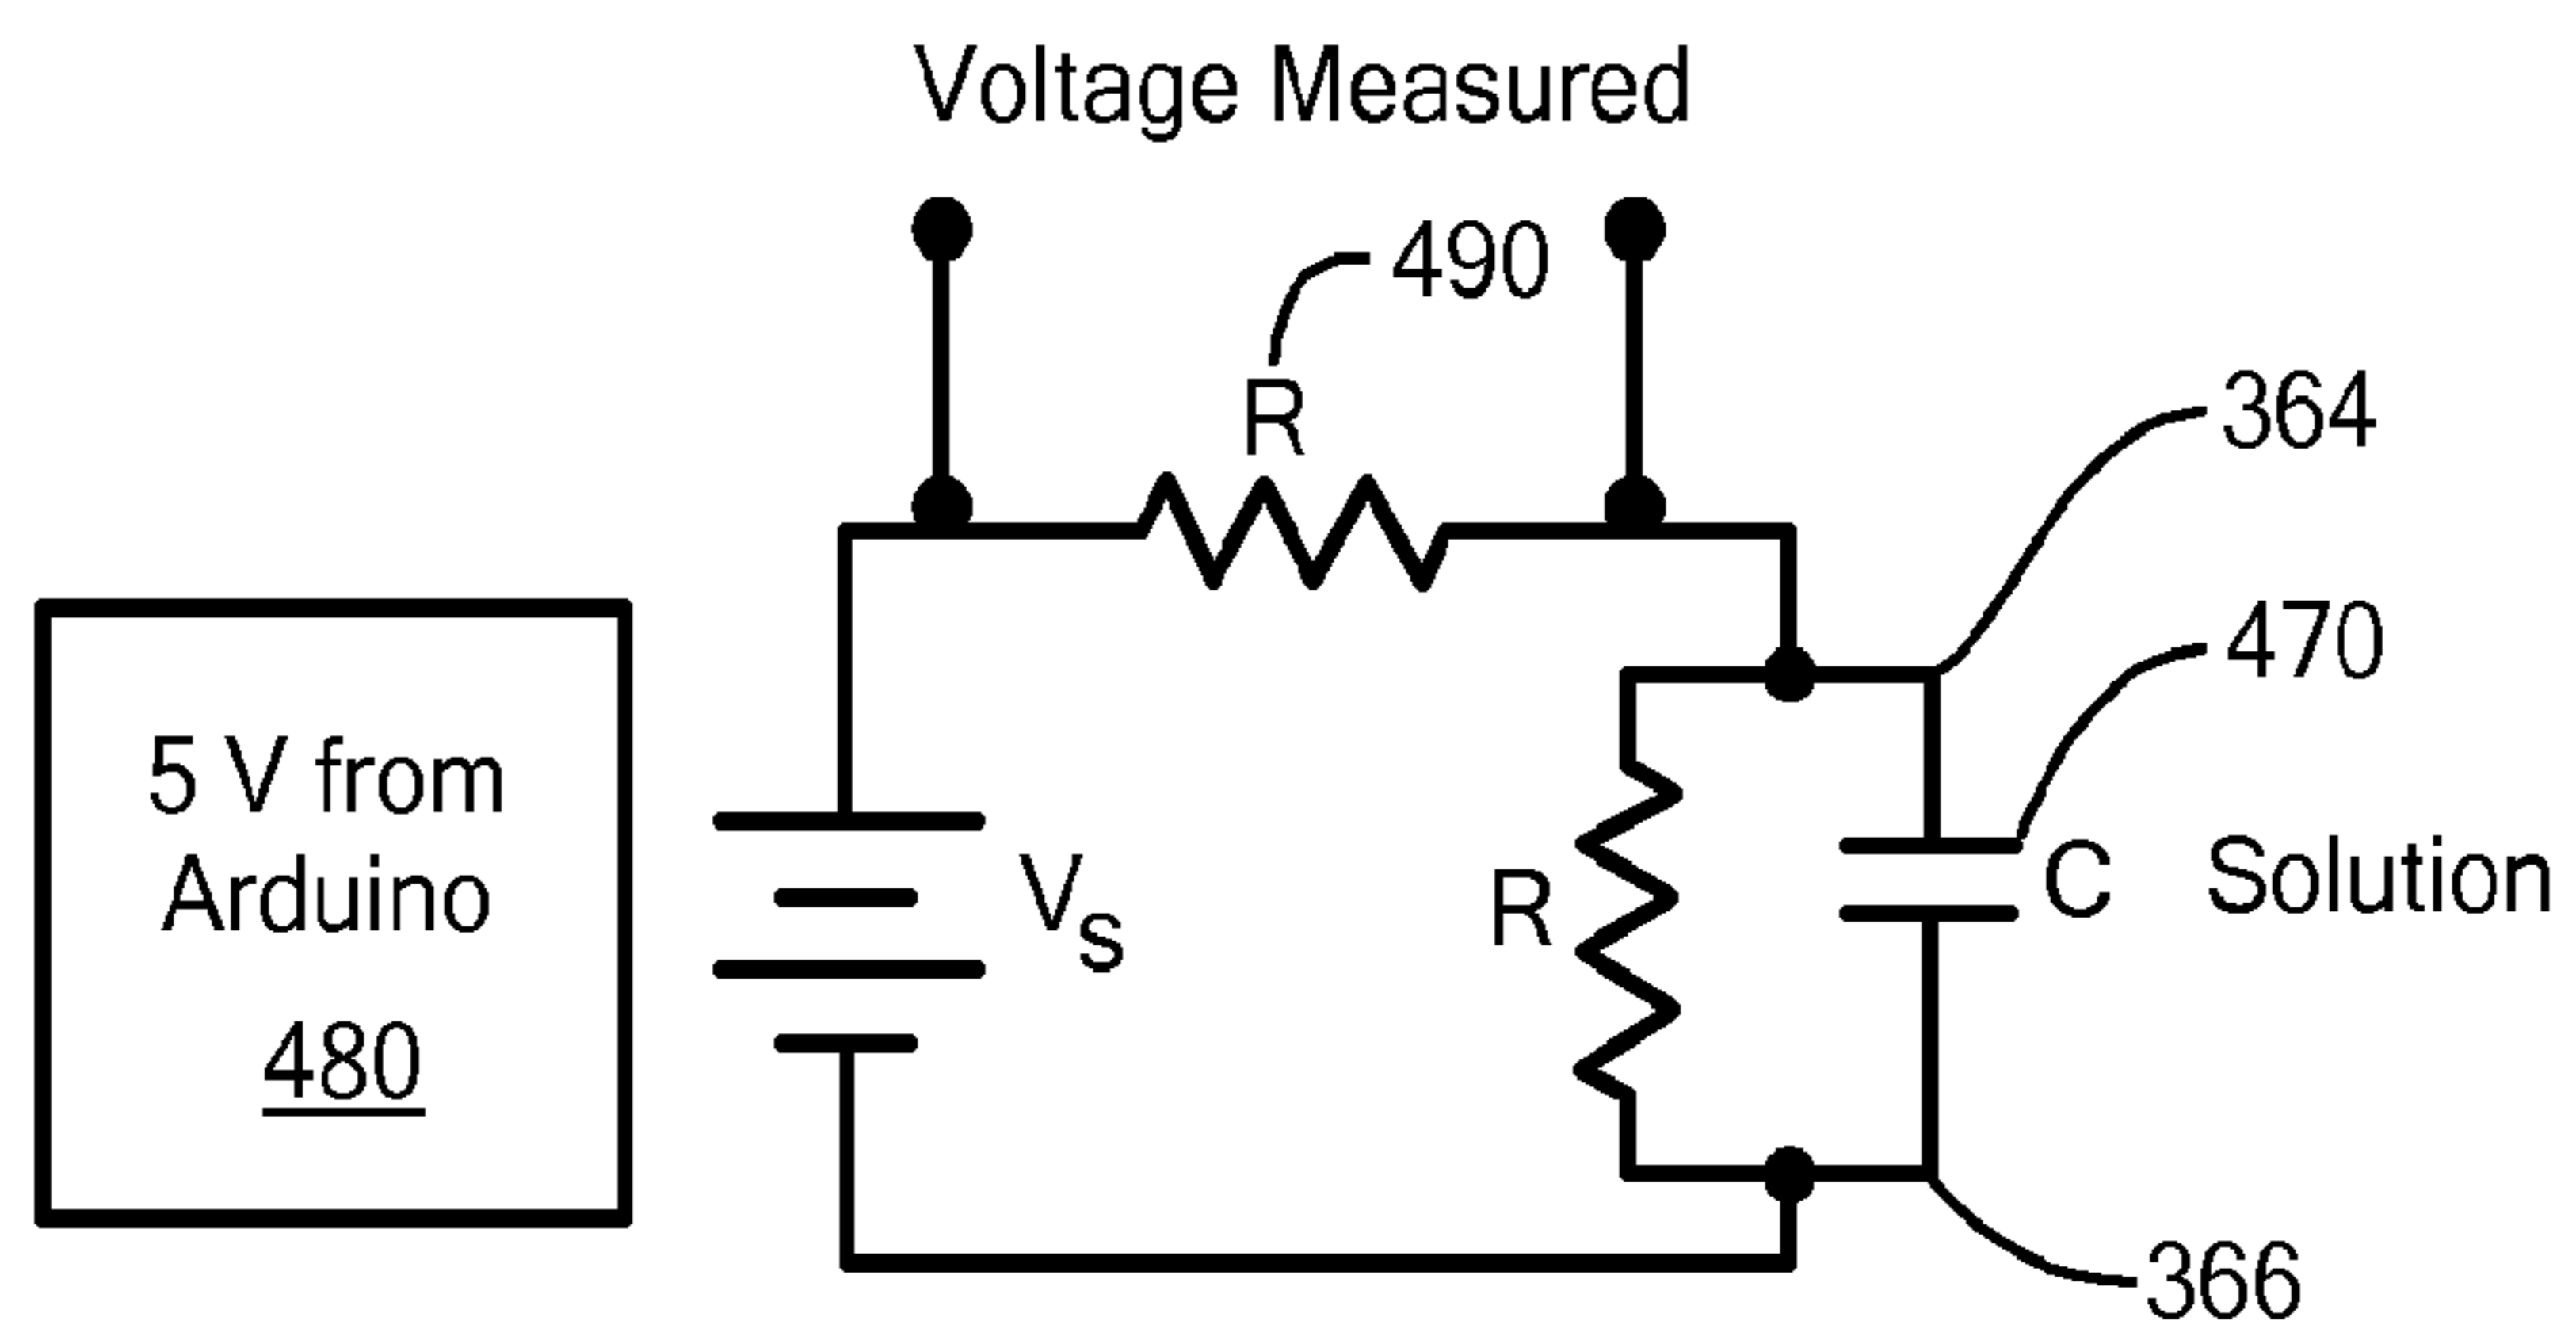 Voltage Measured
490
R
364
470
5 V from
Arduino
480
Vs
R
C Solution
366